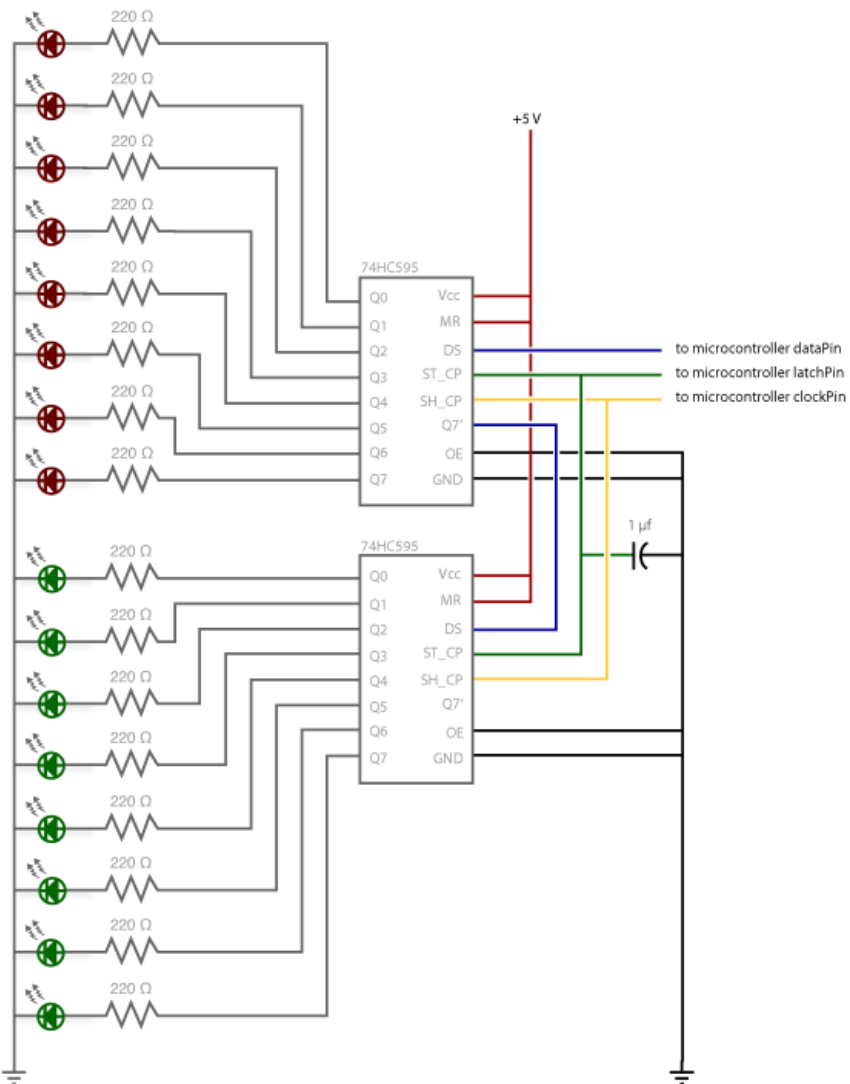 220 Ω
220 Ω
220 Ω
220 Ω
220 Ω
220 Ω
220 Ω
220 Ω
+5 V
74HC595
Q0 Vcc
Q1 MR
Q2 DS
Q3 ST_CP
Q4 SH_CP
Q5 Q7'
Q6 OE
Q7 GND
to microcontroller dataPin
to microcontroller latchPin
to microcontroller clockPin
1 µf
74HC595
Q0 Vcc
Q1 MR
Q2 DS
Q3 ST_CP
Q4 SH_CP
Q5 Q7'
Q6 OE
Q7 GND
220 Ω
220 Ω
220 Ω
220 Ω
220 Ω
220 Ω
220 Ω
220 Ω